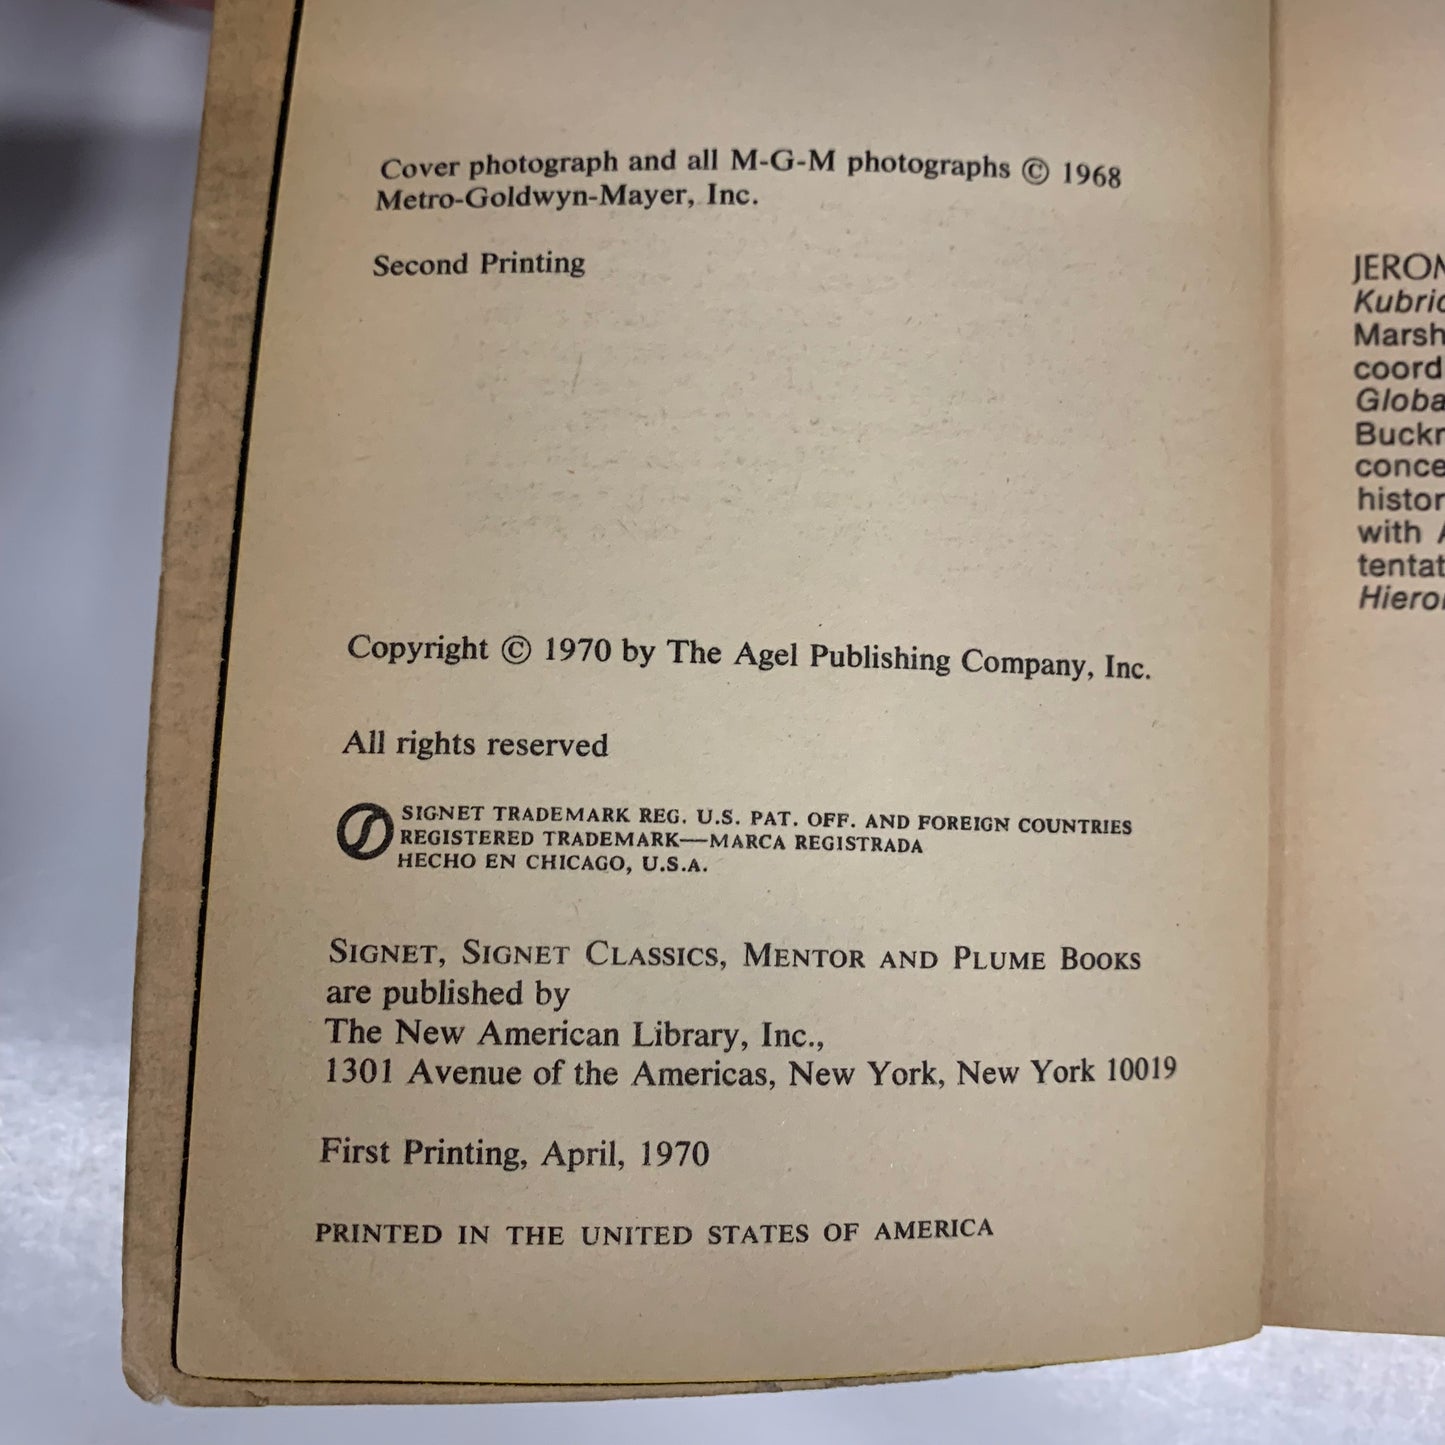 Cover photograph and all M-G-M photographs © 1968
Metro-Goldwyn-Mayer, Inc.
Second Printing
Copyright © 1970 by The Agel Publishing Company, Inc.
All rights reserved
SIGNET TRADEMARK REG. U.S. PAT. OFF. AND FOREIGN COUNTRIES
REGISTERED TRADEMARK—MARCA REGISTRADA
HECHO EN CHICAGO, U.S.A.
SIGNET, SIGNET CLASSICS, MENTOR AND PLUME BOOKS
are published by
The New American Library, Inc.,
1301 Avenue of the Americas, New York, New York 10019
First Printing, April, 1970
PRINTED IN THE UNITED STATES OF AMERICA
Marsh
coord
Globa
conce
histor
with
tentat